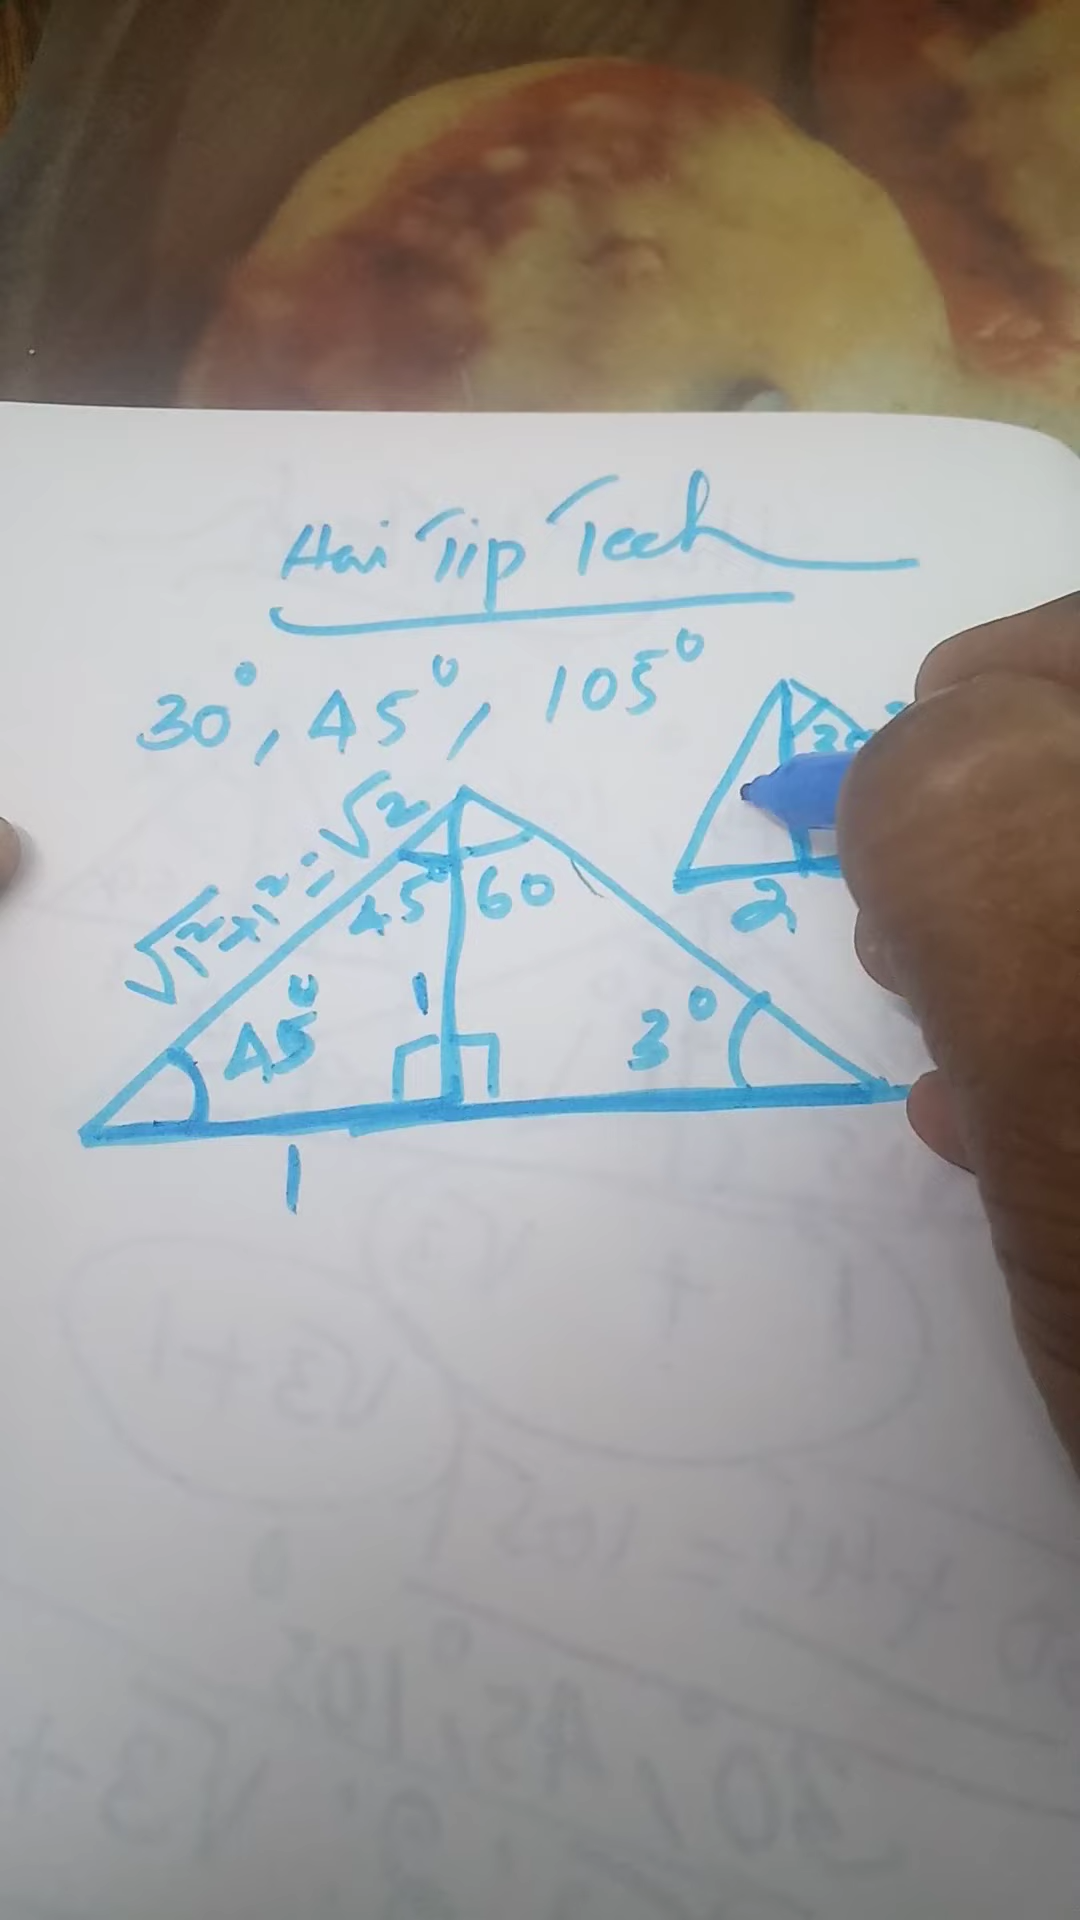 Hai Tip Tech
30°, 45°, 105°
√1²+1² = √2
45° 60
45° 1 3°
2
1